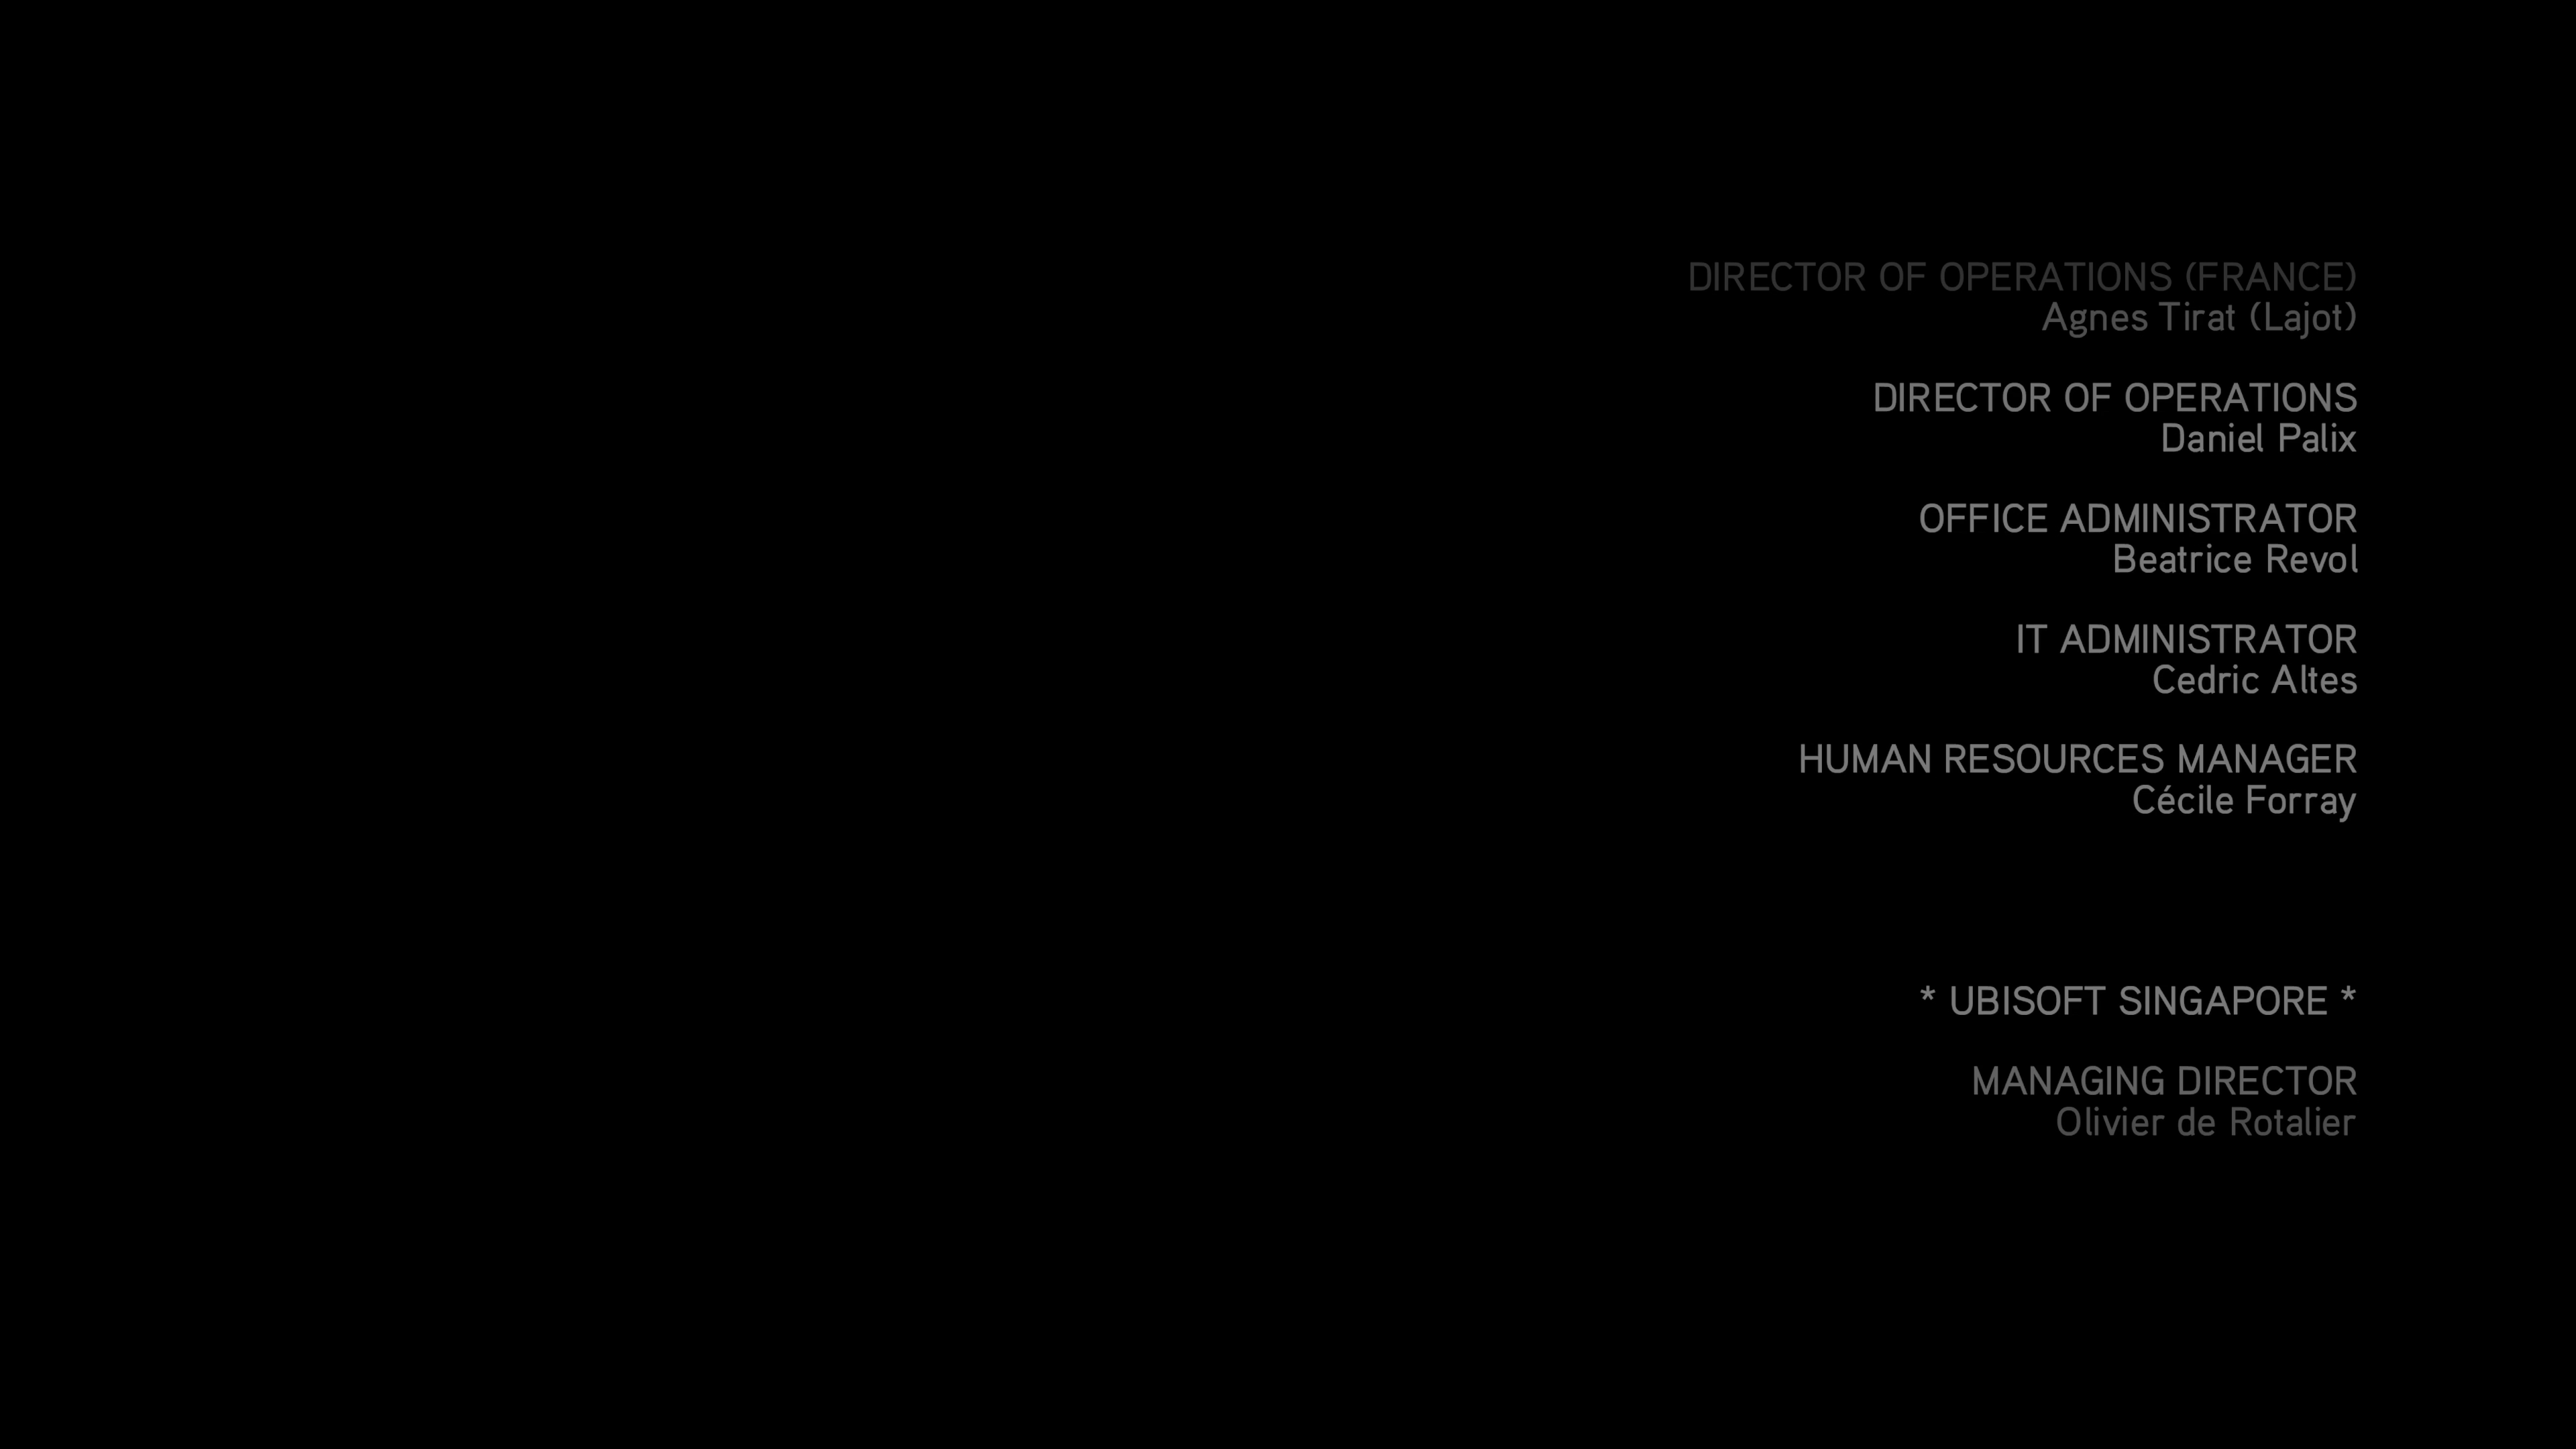 DIRECTOR OF OPERATIONS (FRANCE)
Agnes Tirat (Lajot)
DIRECTOR OF OPERATIONS
Daniel Palix
OFFICE ADMINISTRATOR
Beatrice Revol
IT ADMINISTRATOR
Cedric Altes
HUMAN RESOURCES MANAGER
Cécile Forray
* UBISOFT SINGAPORE *
MANAGING DIRECTOR
Olivier de Rotalier